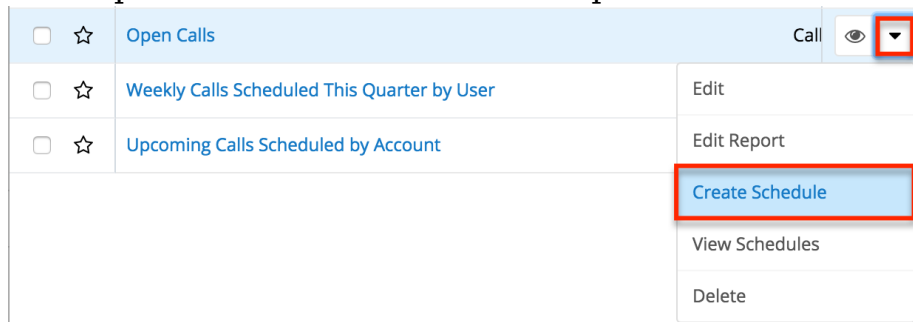 Open Calls Call
Weekly Calls Scheduled This Quarter by User
Upcoming Calls Scheduled by Account
Edit
Edit Report
Create Schedule
View Schedules
Delete